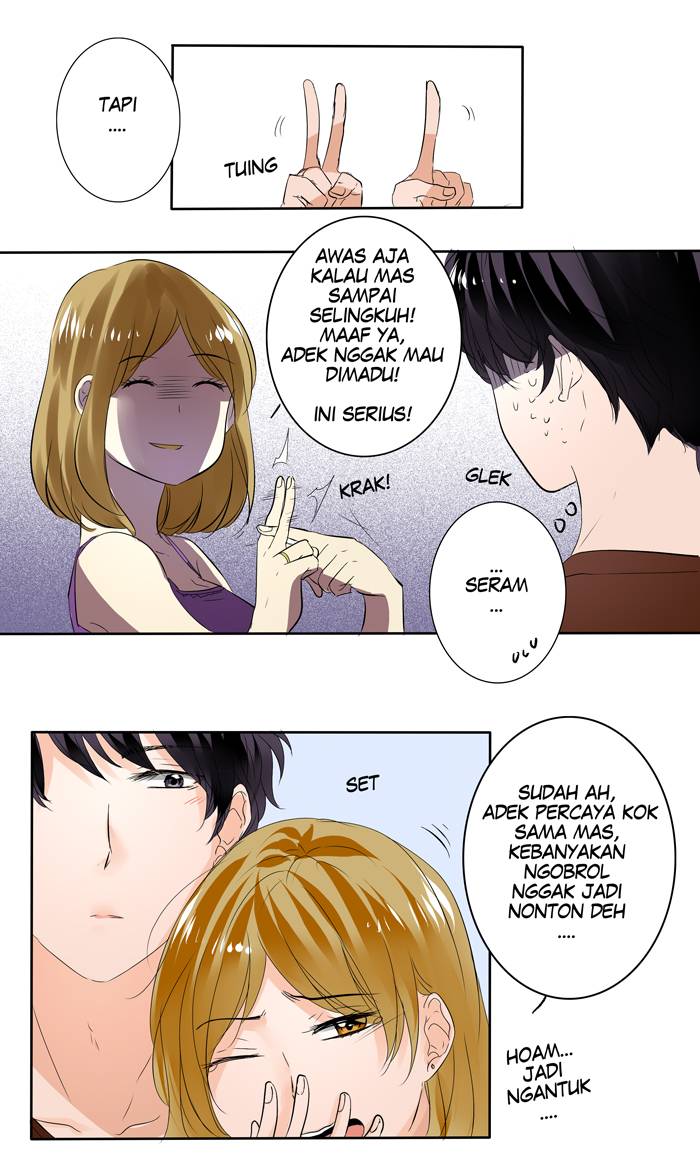 TAPI
....
TUING
AWAS AJA
KALAU MAS
SAMPAI
SELINGKUH!
MAAF YA,
ADEK NGGAK MAU
DIMADU!
INI SERIUS!
KRAK!
GLEK
...
SERAM
...
SET
SUDAH AH,
ADEK PERCAYA KOK
SAMA MAS,
KEBANYAKAN
NGOBROL
NGGAK JADI
NONTON DEH
....
HOAM...
JADI
NGANTUK
....